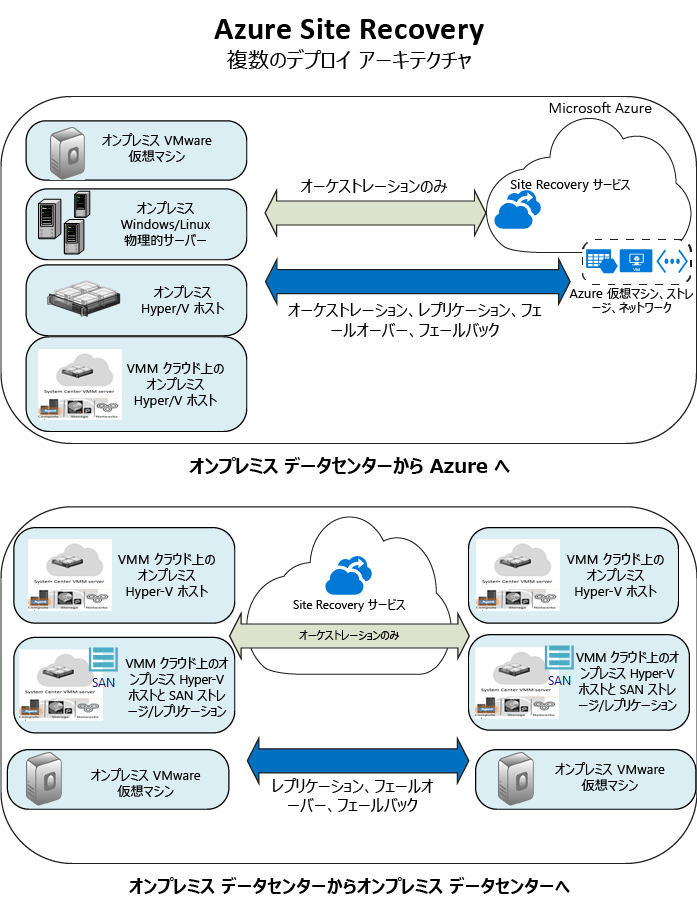 Azure Site Recovery
複数のデプロイ アーキテクチャ
Microsoft Azure
オンプレミス VMware
仮想マシン
オーケストレーションのみ
Site Recovery サービス
オンプレミス
Windows/Linux
物理的サーバー
VM
オンプレミス
Hyper/V ホスト
Azure 仮想マシン、ストレ
ージ、ネットワーク
オーケストレーション、レプリケーション、フェ
ールオーバー、フェールバック
VMM クラウド上の
オンプレミス
Hyper/V ホスト
System Center VMM server
Compute Storage Networks
オンプレミス データセンターから Azure へ
VMM クラウド上の
オンプレミス
Hyper-V ホスト
System Center VMM server
Compute Storage Networks
Site Recovery サービス
VMM クラウド上の
オンプレミス
Hyper-V ホスト
System Center VMM server
Compute Storage Networks
オーケストレーションのみ
SAN
VMM クラウド上のオ
ンプレミス Hyper-V
ホストと SAN ストレ
ージ/レプリケーション
System Center VMM server
Compute Storage Networks
SAN
VMM クラウド上のオ
ンプレミス Hyper-V
ホストと SAN ストレ
ージ/レプリケーション
System Center VMM server
Compute Storage Networks
オンプレミス VMware
仮想マシン
レプリケーション、フェールオ
ーバー、フェールバック
オンプレミス VMware
仮想マシン
オンプレミス データセンターからオンプレミス データセンターへ